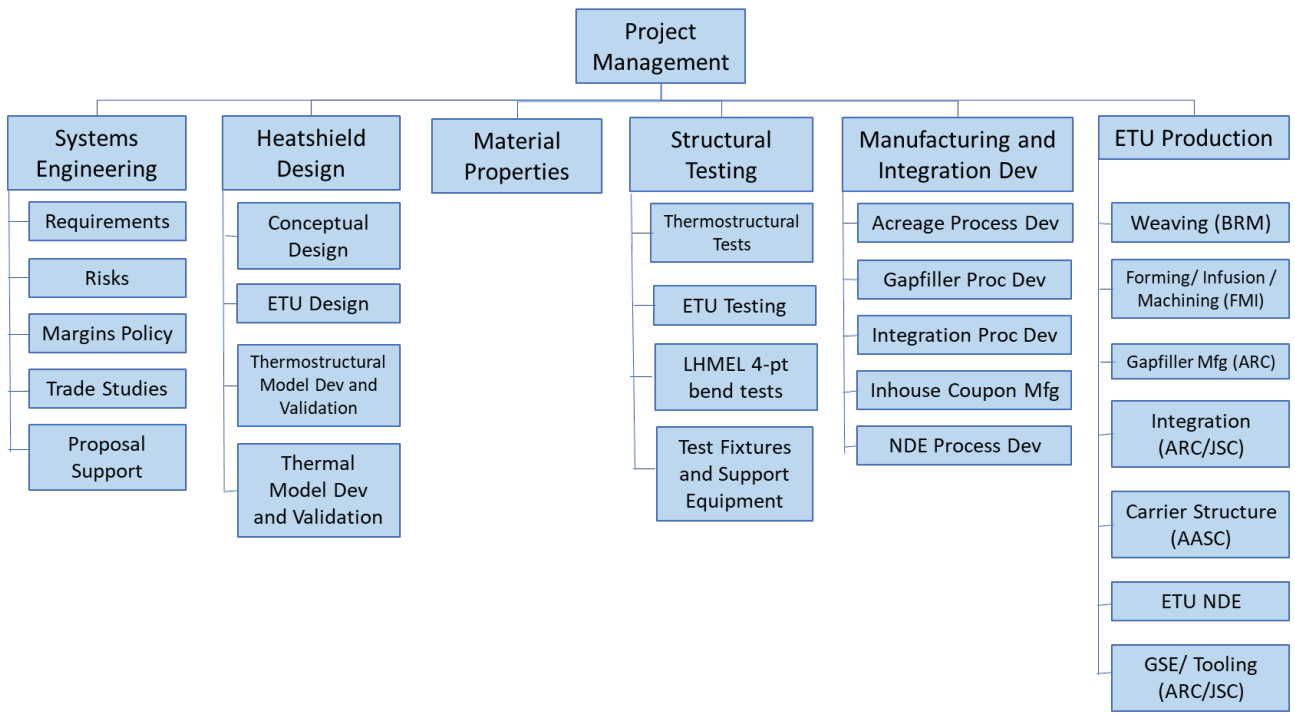 Project
Management
Systems
Engineering
Requirements
Risks
Margins Policy
Trade Studies
Proposal
Support
Heatshield
Design
Conceptual
Design
ETU Design
Thermostructural
Model Dev and
Validation
Thermal
Model Dev
and Validation
Material
Properties
Structural
Testing
Thermostructural
Tests
ETU Testing
LHMEL 4-pt
bend tests
Test Fixtures
and Support
Equipment
Manufacturing and
Integration Dev
Acreage Process Dev
Gapfiller Proc Dev
Integration Proc Dev
Inhouse Coupon Mfg
NDE Process Dev
ETU Production
Weaving (BRM)
Forming/ Infusion /
Machining (FMI)
Gapfiller Mfg (ARC)
Integration
(ARC/JSC)
Carrier Structure
(AASC)
ETU NDE
GSE/ Tooling
(ARC/JSC)